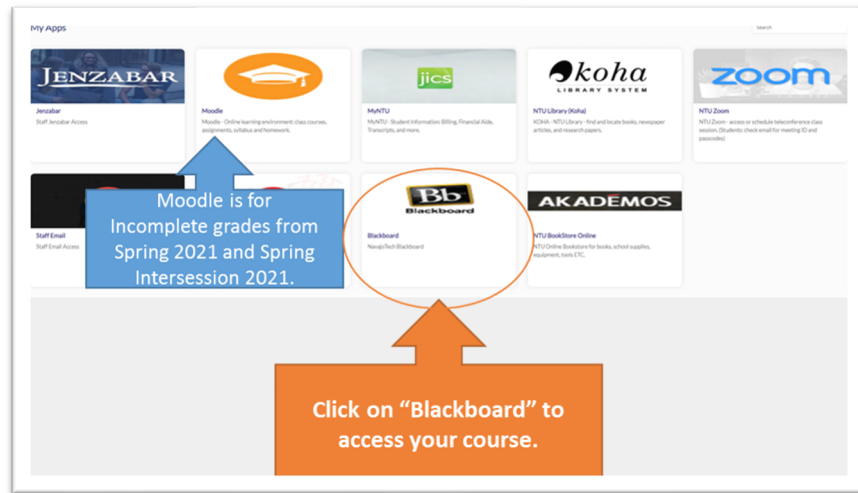 My Apps
Search
JENZABAR
jics
koha
LIBRARY SYSTEM
zoom
Jenzabar
Staff Jenzabar Access
Moodle
Moodle - Online learning environment: class courses,
assignments, syllabus and homework.
MyNTU
MyNTU - Student Information: Billing, Financial Aide,
Transcripts, and more.
NTU Library (Koha)
KOHA - NTU Library - find and locate books, newspaper
articles, and research papers.
NTU Zoom
NTU Zoom - access or schedule teleconference class
session. (Students: check email for meeting ID and
passcodes)
Moodle is for
Incomplete grades from
Spring 2021 and Spring
Intersession 2021.
Bb
Blackboard
AKADEMOS
Staff Email
Staff Email Access
Blackboard
NavajoTech Blackboard
NTU BookStore Online
NTU Online Bookstore for books, school supplies,
equipment, tools ETC.
Click on “Blackboard” to
access your course.